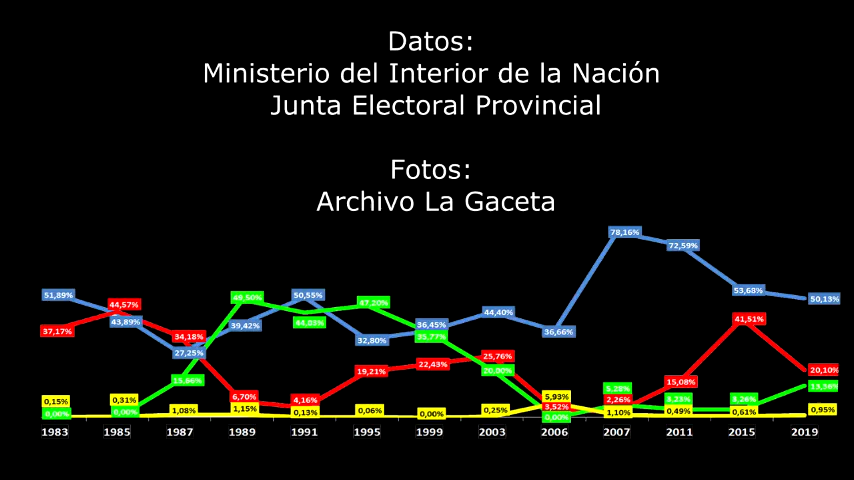 Datos:
Ministerio del Interior de la Nación
Junta Electoral Provincial
Fotos:
Archivo La Gaceta
78,16%
72,59%
51,89% 44,57% 49,50% 50,55% 47,20% 53,68% 50,13%
37,17% 43,89% 34,18% 39,42% 44,03% 36,45% 44,40% 36,66% 41,51%
27,25% 32,80% 35,77%
15,86% 19,21% 22,43% 25,76% 15,08% 20,10%
20,00% 13,58%
0,15% 0,31% 6,70% 4,16% 5,93% 5,28% 3,23% 3,26%
0,00% 0,00% 1,08% 1,15% 0,13% 0,06% 0,00% 0,25% 3,52% 2,26% 0,49% 0,61% 0,95%
0,00% 1,10%
1983 1985 1987 1989 1991 1995 1999 2003 2006 2007 2011 2015 2019